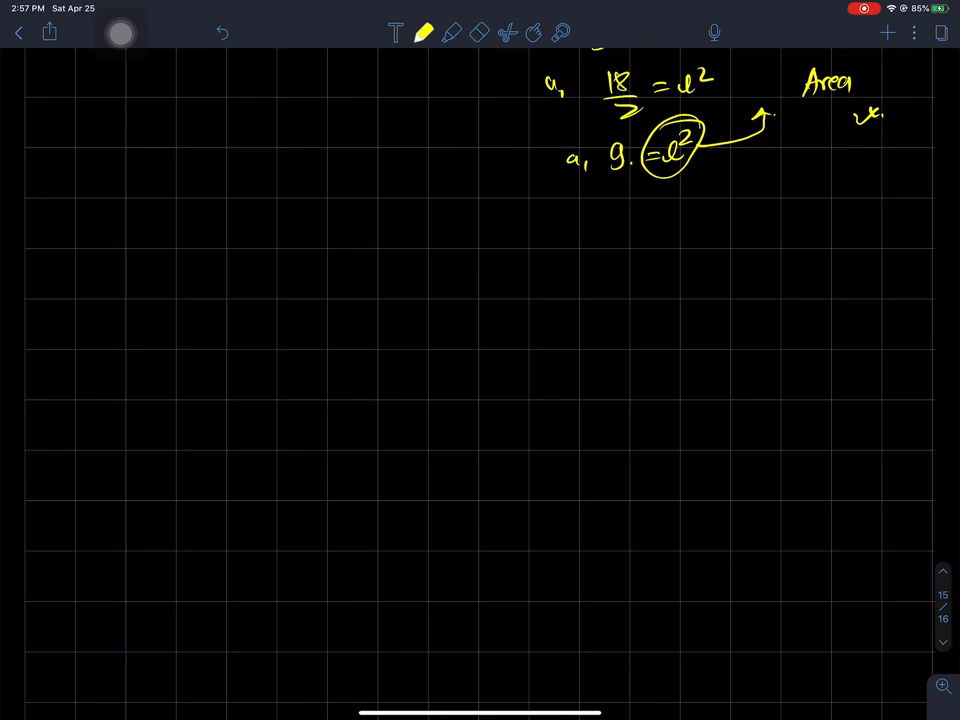 2:57 PM Sat Apr 25
85%
a, 18/2 = l² Area
a, 9. = l²
15
/
16